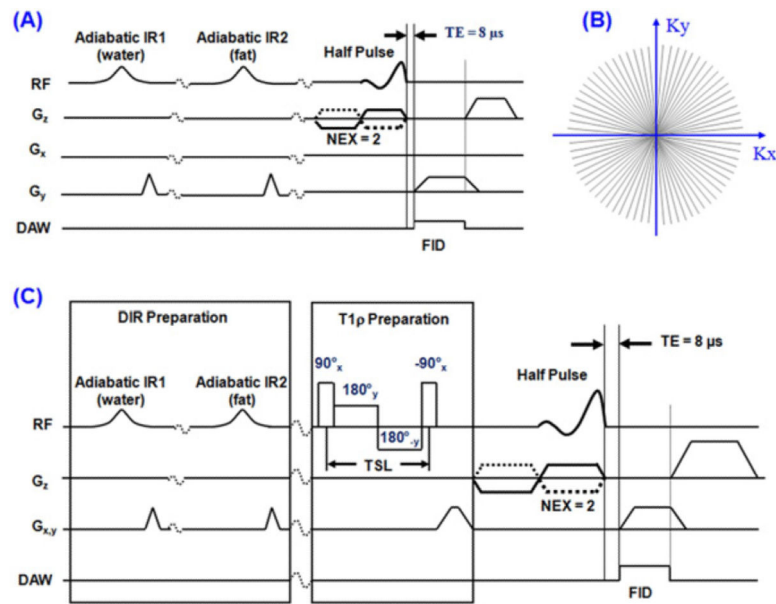 (A)
Adiabatic IR1
(water)
Adiabatic IR2
(fat)
Half Pulse
TE = 8 µs
RF
Gz
NEX = 2
Gx
Gy
DAW
FID
(B)
Ky
Kx
(C)
DIR Preparation
T1ρ Preparation
TE = 8 µs
Adiabatic IR1
(water)
Adiabatic IR2
(fat)
90°x
180°y
-90°x
Half Pulse
RF
180°-y
TSL
Gz
NEX = 2
Gx,y
DAW
FID